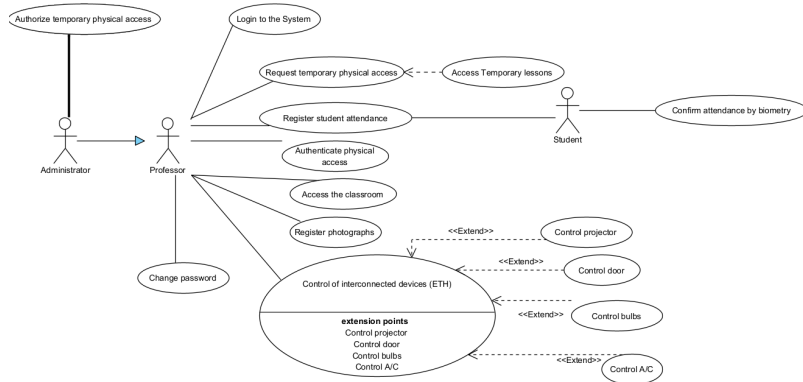 Authorize temporary physical access
Login to the System
Request temporary physical access
Access Temporary lessons
Register student attendance
Confirm attendance by biometry
Administrator
Professor
Student
Authenticate physical
access
Access the classroom
Register photographs
Change password
Control of interconnected devices (ETH)
extension points
Control projector
Control door
Control bulbs
Control A/C
<<Extend>>
Control projector
<<Extend>>
Control door
<<Extend>>
Control bulbs
<<Extend>>
Control A/C